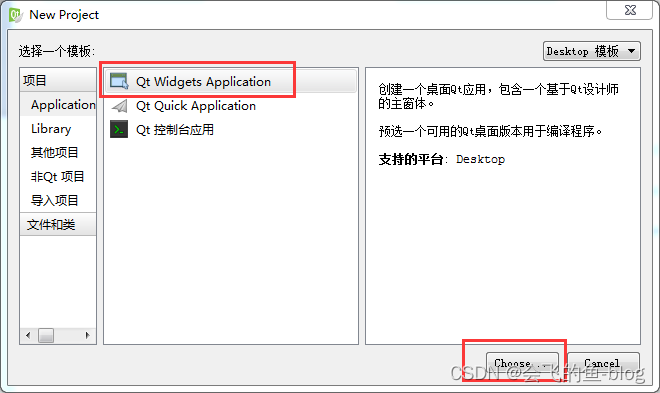 New Project
选择一个模板:
Desktop 模板
项目
Application
Library
其他项目
非Qt 项目
导入项目
文件和类
Qt Widgets Application
Qt Quick Application
Qt 控制台应用
创建一个桌面Qt应用，包含一个基于Qt设计师
的主窗体。
预选一个可用的Qt桌面版本用于编译程序。
支持的平台: Desktop
Choose...
Cancel
CSDN @会飞的鱼-blog